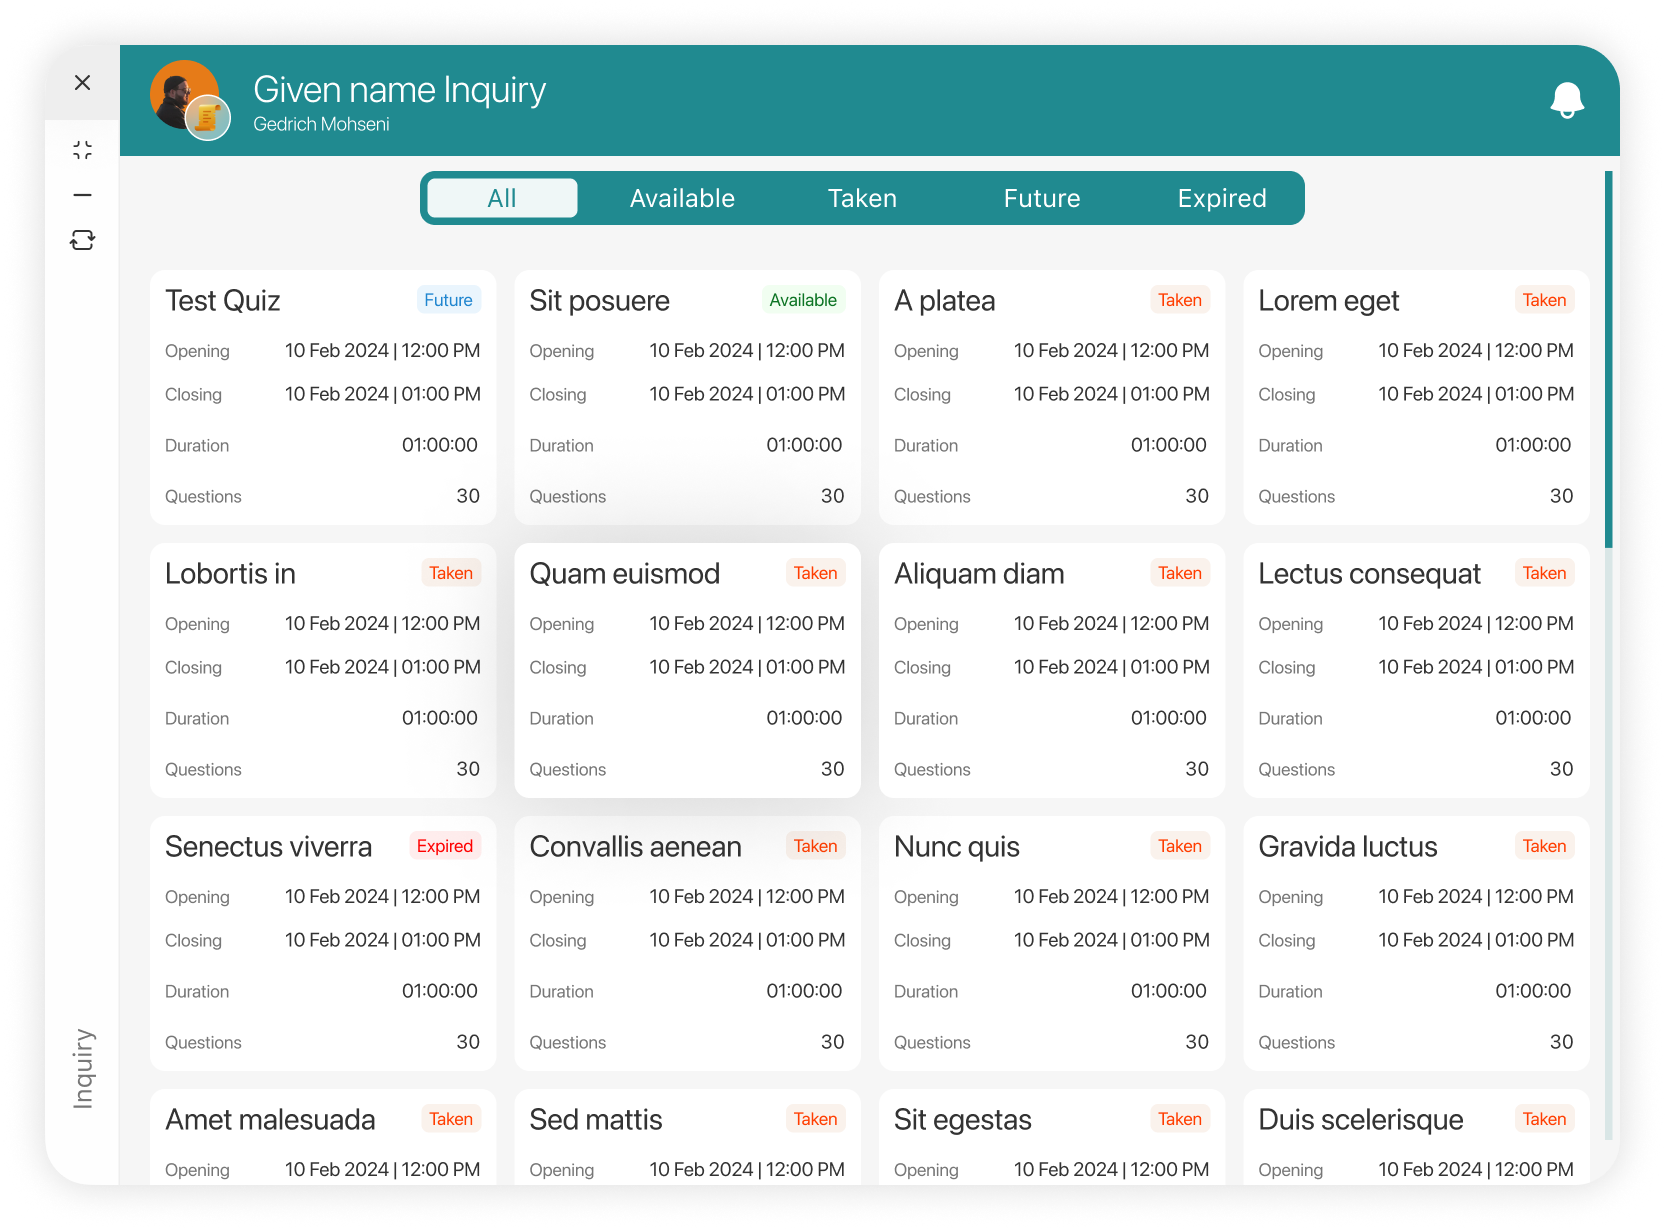 Given name Inquiry
Gedrich Mohseni
All Available Taken Future Expired
Test Quiz Future
Opening 10 Feb 2024 | 12:00 PM
Closing 10 Feb 2024 | 01:00 PM
Duration 01:00:00
Questions 30
Sit posuere Available
Opening 10 Feb 2024 | 12:00 PM
Closing 10 Feb 2024 | 01:00 PM
Duration 01:00:00
Questions 30
A platea Taken
Opening 10 Feb 2024 | 12:00 PM
Closing 10 Feb 2024 | 01:00 PM
Duration 01:00:00
Questions 30
Lorem eget Taken
Opening 10 Feb 2024 | 12:00 PM
Closing 10 Feb 2024 | 01:00 PM
Duration 01:00:00
Questions 30
Lobortis in Taken
Opening 10 Feb 2024 | 12:00 PM
Closing 10 Feb 2024 | 01:00 PM
Duration 01:00:00
Questions 30
Quam euismod Taken
Opening 10 Feb 2024 | 12:00 PM
Closing 10 Feb 2024 | 01:00 PM
Duration 01:00:00
Questions 30
Aliquam diam Taken
Opening 10 Feb 2024 | 12:00 PM
Closing 10 Feb 2024 | 01:00 PM
Duration 01:00:00
Questions 30
Lectus consequat Taken
Opening 10 Feb 2024 | 12:00 PM
Closing 10 Feb 2024 | 01:00 PM
Duration 01:00:00
Questions 30
Senectus viverra Expired
Opening 10 Feb 2024 | 12:00 PM
Closing 10 Feb 2024 | 01:00 PM
Duration 01:00:00
Questions 30
Convallis aenean Taken
Opening 10 Feb 2024 | 12:00 PM
Closing 10 Feb 2024 | 01:00 PM
Duration 01:00:00
Questions 30
Nunc quis Taken
Opening 10 Feb 2024 | 12:00 PM
Closing 10 Feb 2024 | 01:00 PM
Duration 01:00:00
Questions 30
Gravida luctus Taken
Opening 10 Feb 2024 | 12:00 PM
Closing 10 Feb 2024 | 01:00 PM
Duration 01:00:00
Questions 30
Amet malesuada Taken
Opening 10 Feb 2024 | 12:00 PM
Sed mattis Taken
Opening 10 Feb 2024 | 12:00 PM
Sit egestas Taken
Opening 10 Feb 2024 | 12:00 PM
Duis scelerisque Taken
Opening 10 Feb 2024 | 12:00 PM
Inquiry